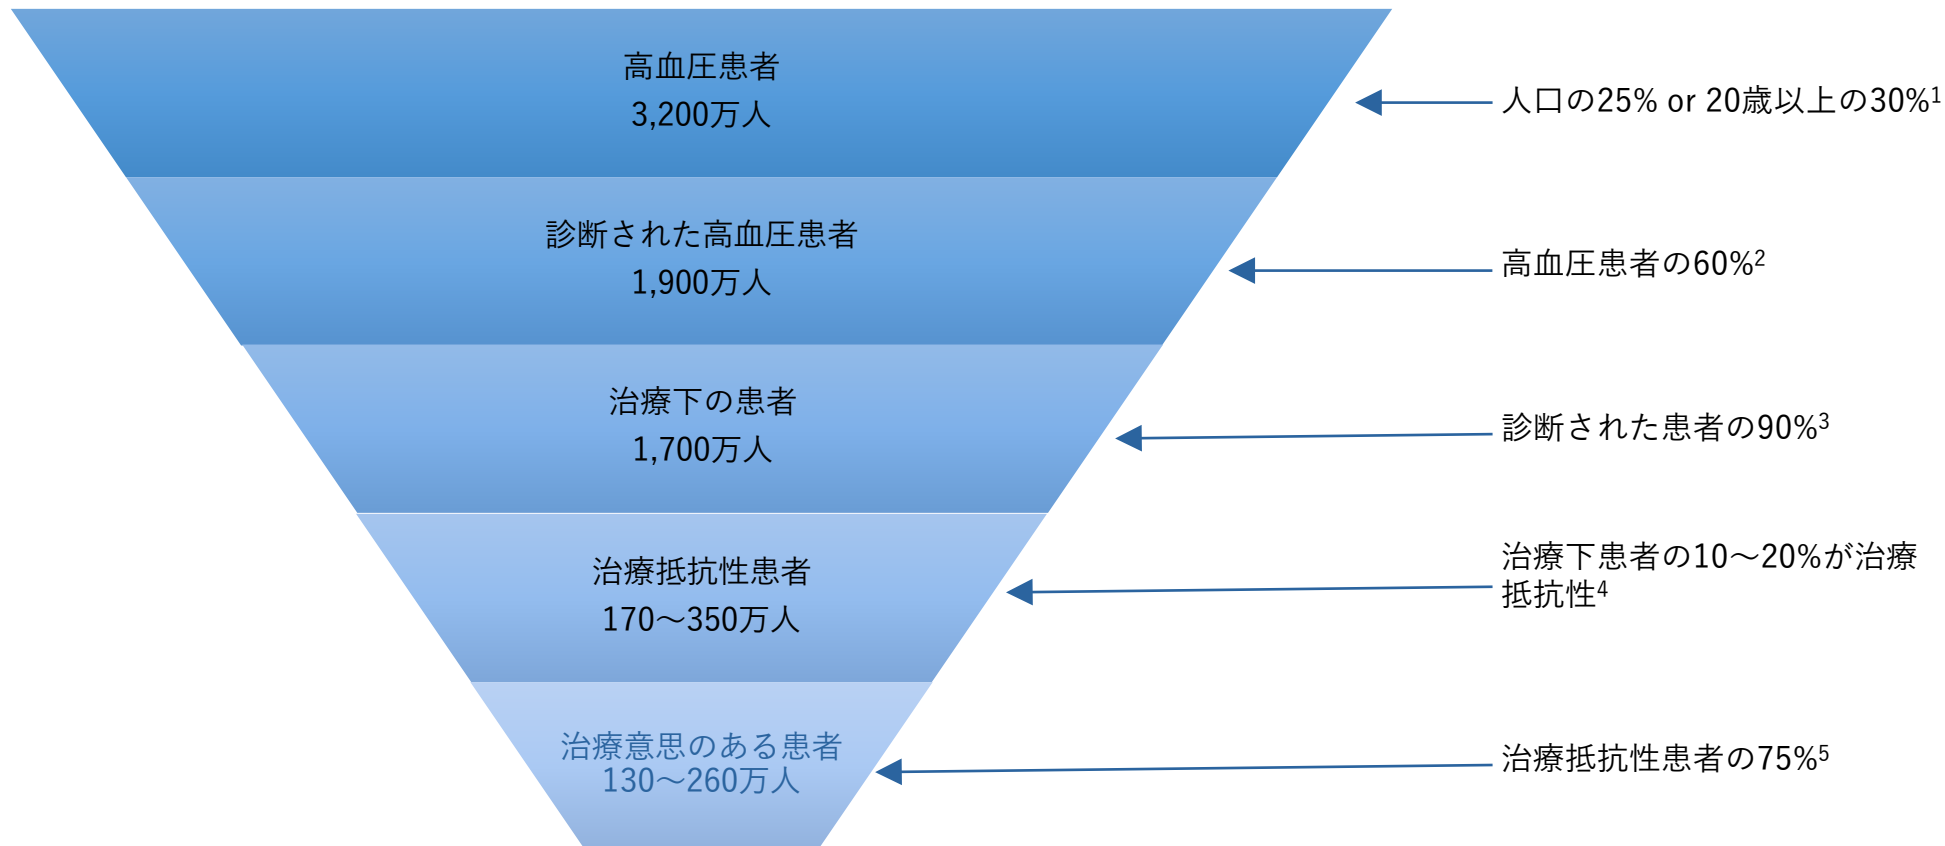 高血圧患者
3,200万人
人口の25% or 20歳以上の30%1
診断された高血圧患者
1,900万人
高血圧患者の60%2
治療下の患者
1,700万人
診断された患者の90%3
治療抵抗性患者
170～350万人
治療下患者の10～20%が治療
抵抗性4
治療意思のある患者
130～260万人
治療抵抗性患者の75%5